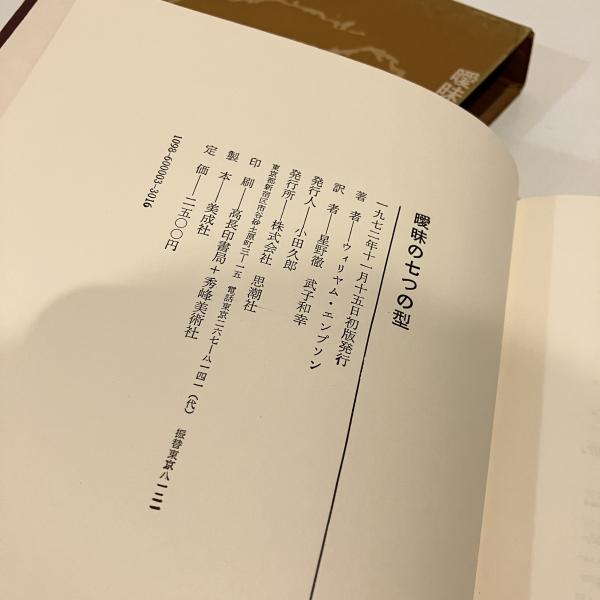 曖昧の七つの型
一九七二年十一月十五日初版発行
著者―ウィリヤム・エンプソン
訳者―星野徹 武子和幸
発行人―小田久郎
発行所―株式会社 思潮社
東京都新宿区市谷砂土原町三―一五 電話東京二六七―八一四一(代) 振替東京八一二一
印刷―高長印書局+秀峰美術社
製本―美成社
定価―二五〇〇円
1098-600003-3016
曖昧